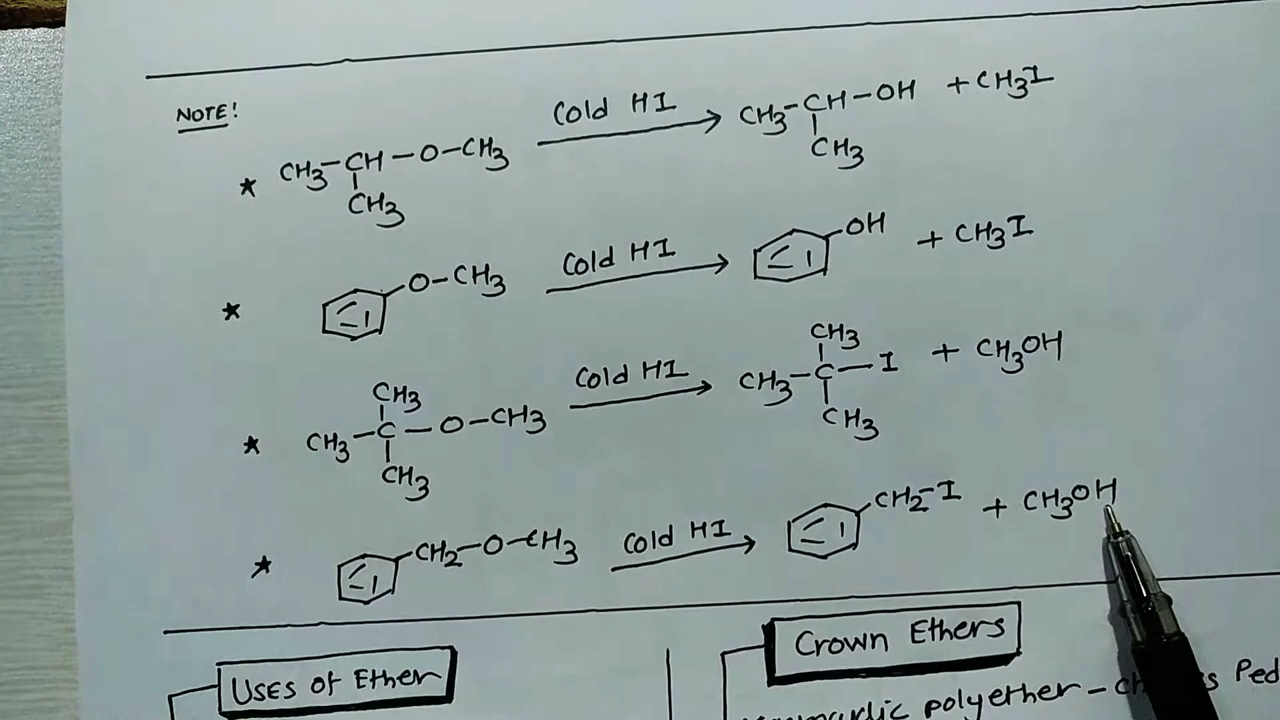 NOTE!
★ CH3-CH-O-CH3 Cold HI CH3-CH-OH + CH3I
CH3 CH3
★ O-CH3 Cold HI OH + CH3I
CH3 CH3
★ CH3-C-O-CH3 Cold HI CH3-C-I + CH3OH
CH3 CH3
★ CH2-O-CH3 Cold HI CH2-I + CH3OH
Uses of Ether
Crown Ethers
polyether -